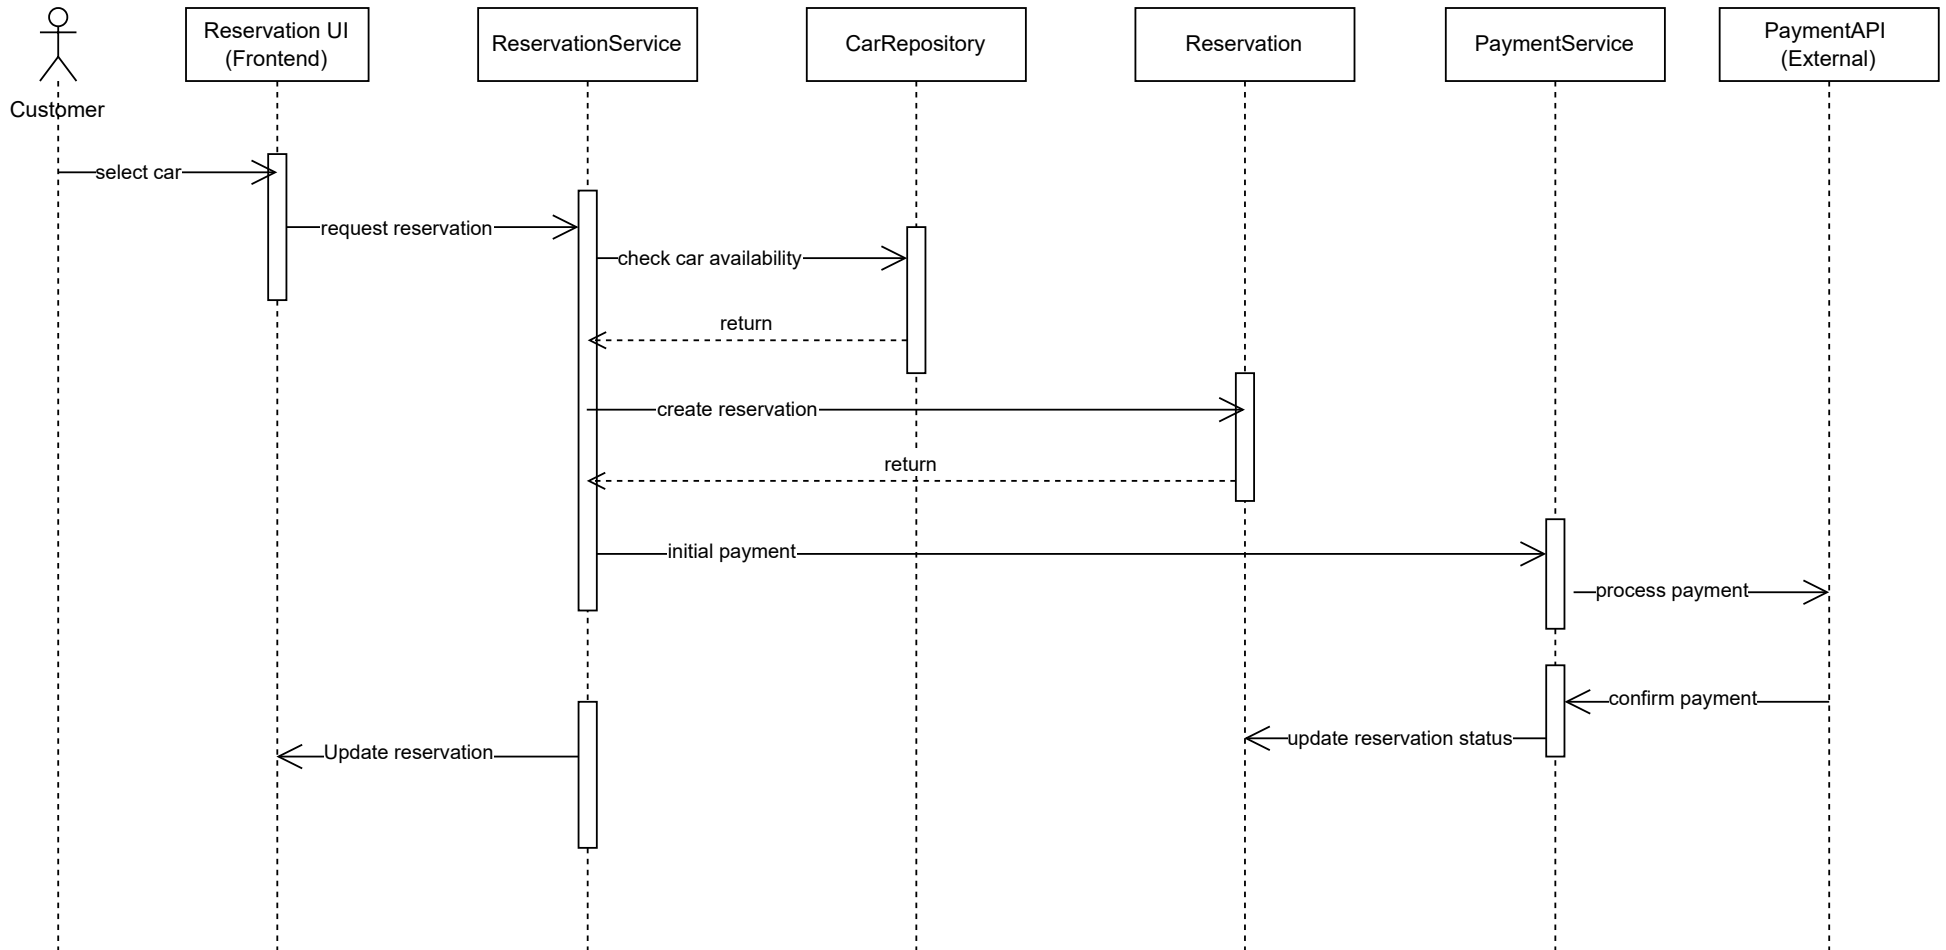 Reservation UI
(Frontend)
ReservationService
CarRepository
Reservation
PaymentService
PaymentAPI
(External)
Customer
select car
request reservation
check car availability
return
create reservation
return
initial payment
process payment
confirm payment
update reservation status
Update reservation